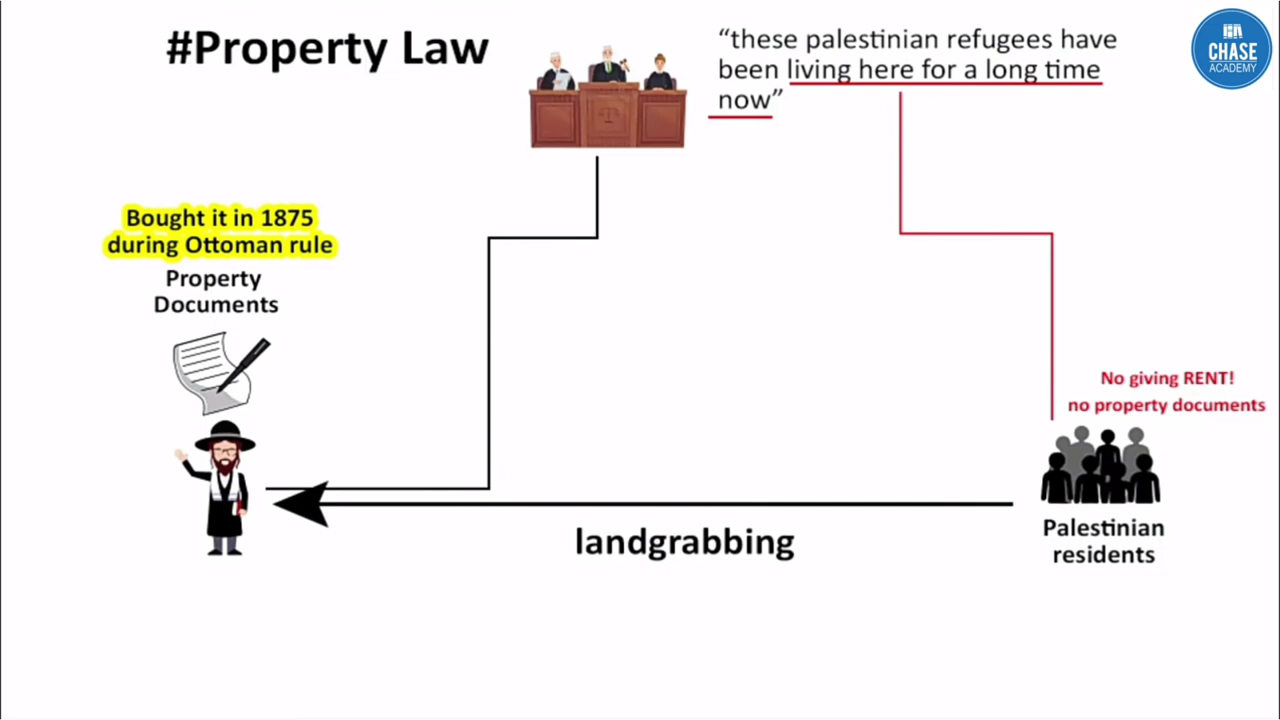 #Property Law
“these palestinian refugees have
been living here for a long time
now”
CHASE
ACADEMY
Bought it in 1875
during Ottoman rule
Property
Documents
No giving RENT!
no property documents
landgrabbing
Palestinian
residents